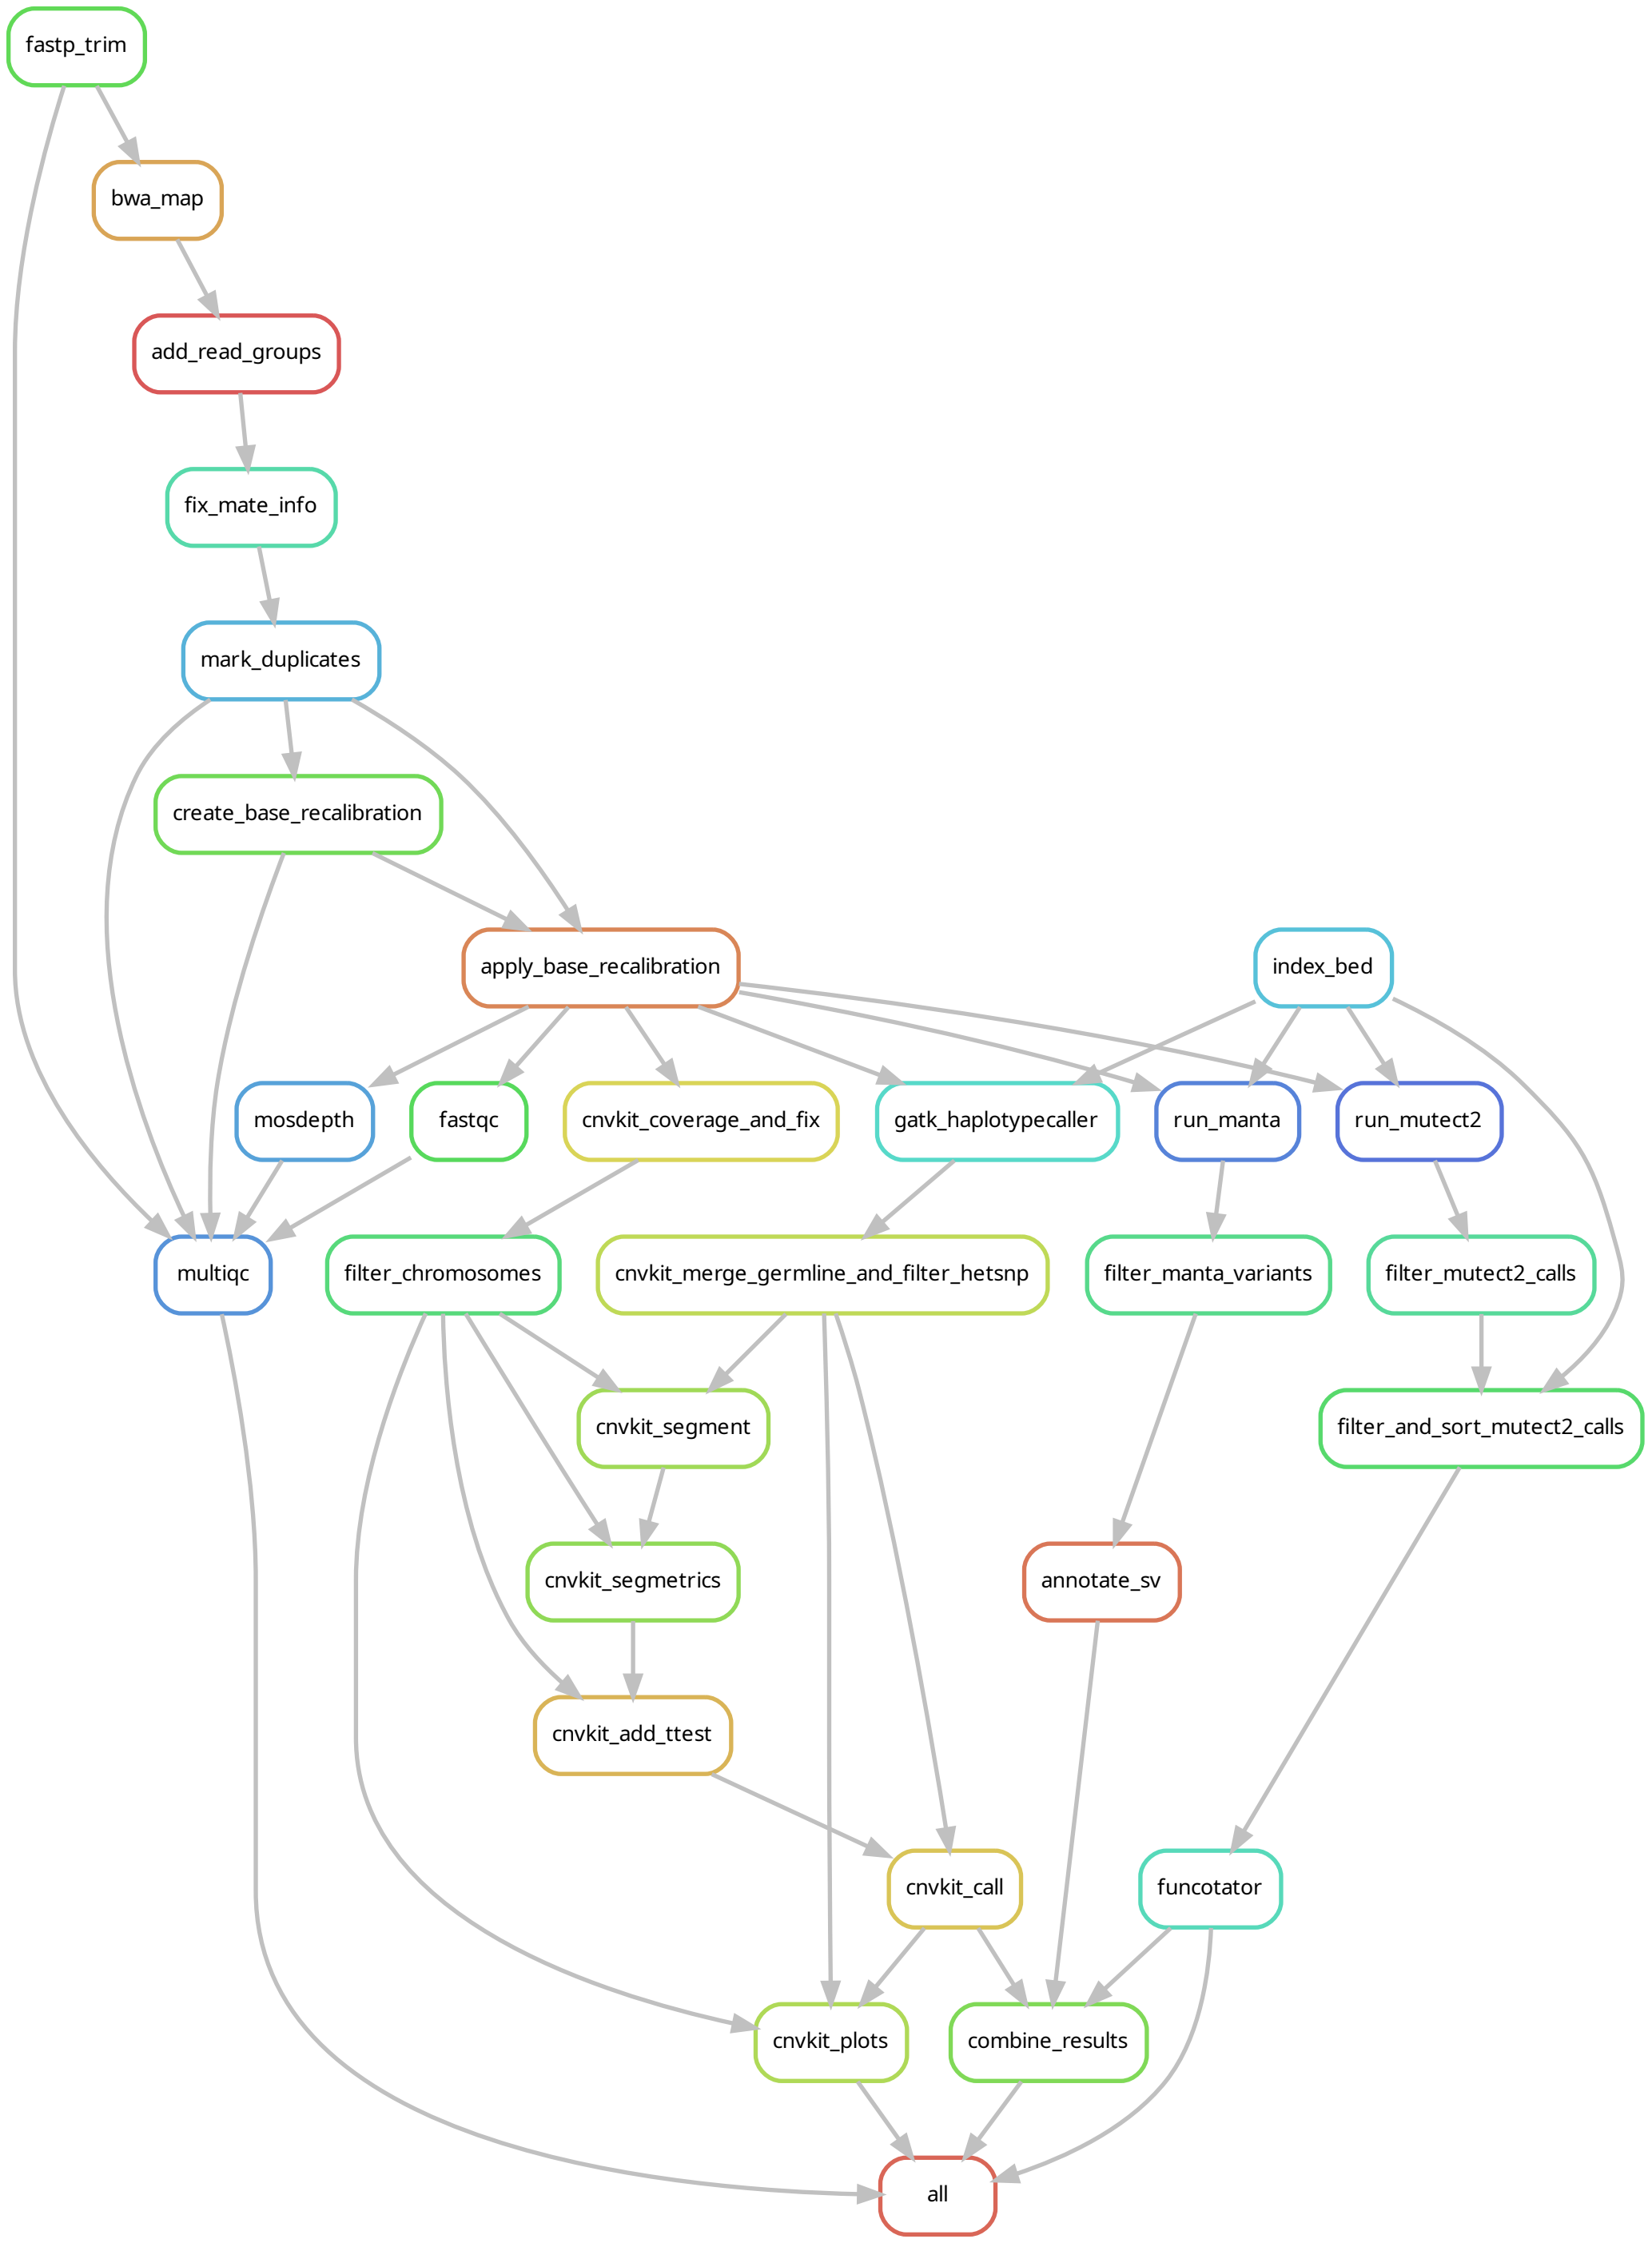 fastp_trim
bwa_map
add_read_groups
fix_mate_info
mark_duplicates
create_base_recalibration
apply_base_recalibration
index_bed
mosdepth
fastqc
cnvkit_coverage_and_fix
gatk_haplotypecaller
run_manta
run_mutect2
multiqc
filter_chromosomes
cnvkit_merge_germline_and_filter_hetsnp
filter_manta_variants
filter_mutect2_calls
cnvkit_segment
filter_and_sort_mutect2_calls
cnvkit_segmetrics
annotate_sv
cnvkit_add_ttest
cnvkit_call
funcotator
cnvkit_plots
combine_results
all